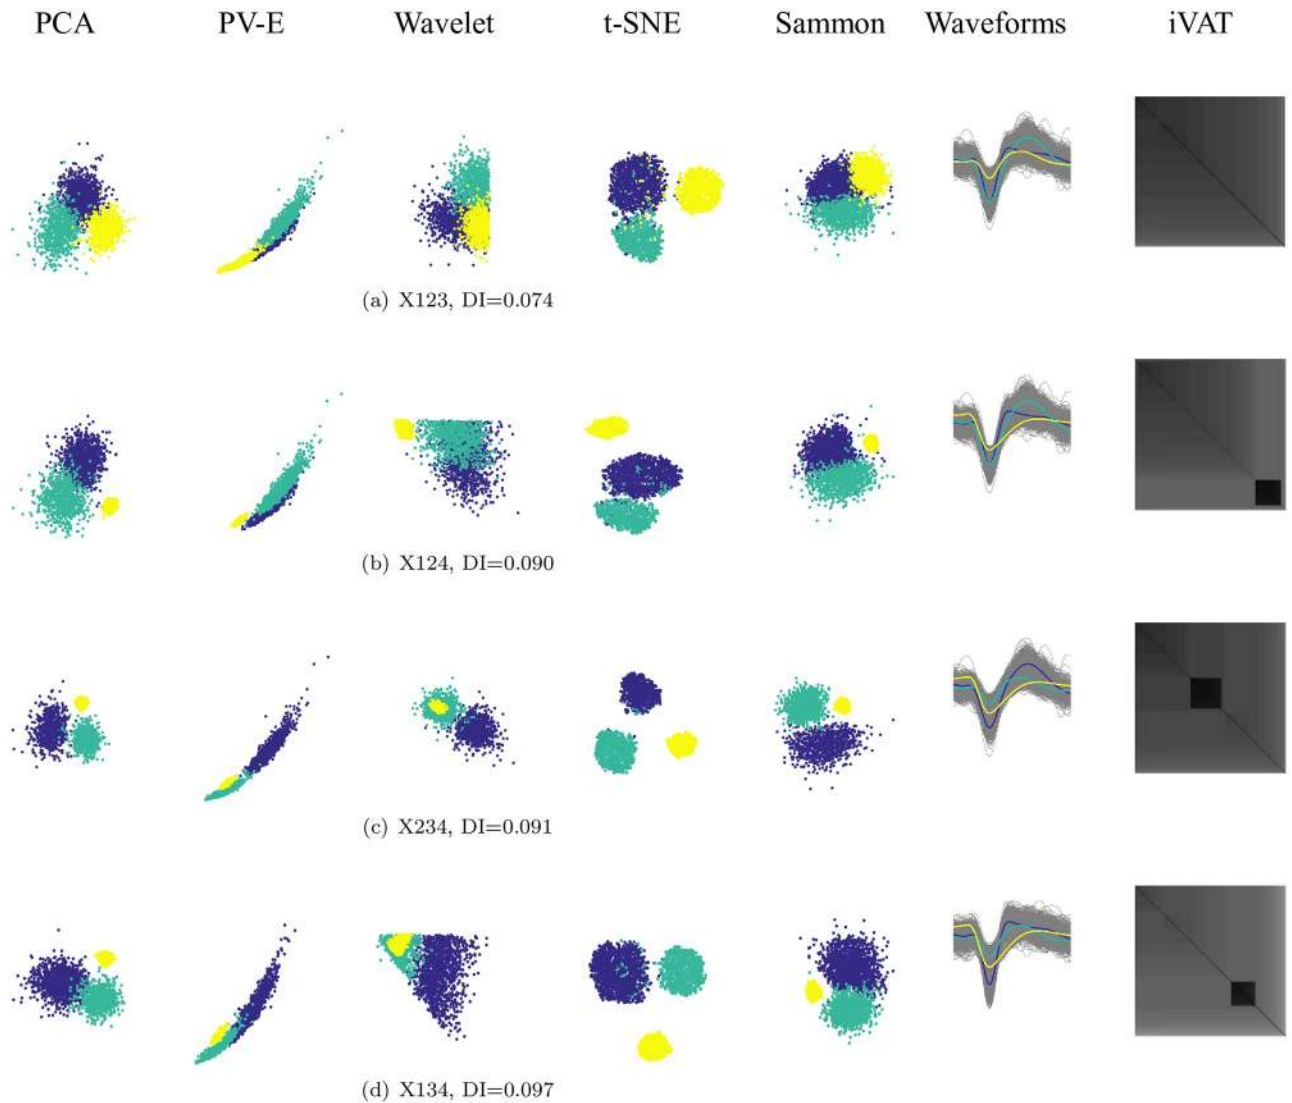 PCA PV-E Wavelet t-SNE Sammon Waveforms iVAT
(a) X123, DI=0.074
(b) X124, DI=0.090
(c) X234, DI=0.091
(d) X134, DI=0.097